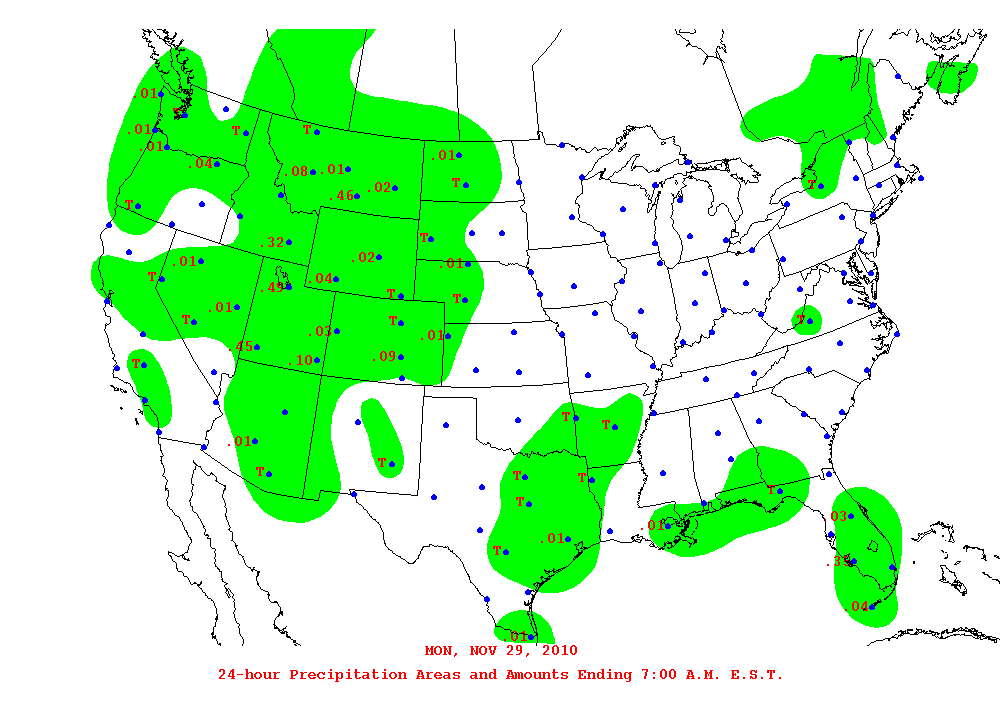 .01
T
.01
T
T
.01
.01
.04
.08 .01
T
.46 .02
T
T
.32
.01
.02
.01
T
.04
.49
T
T
.01
T
T
.03
.01
.45
.10
.09
T
T
T
.01
T
T
T
T
T
T
.03
.01
.01
T
.39
.04
.01
MON, NOV 29, 2010
24-hour Precipitation Areas and Amounts Ending 7:00 A.M. E.S.T.